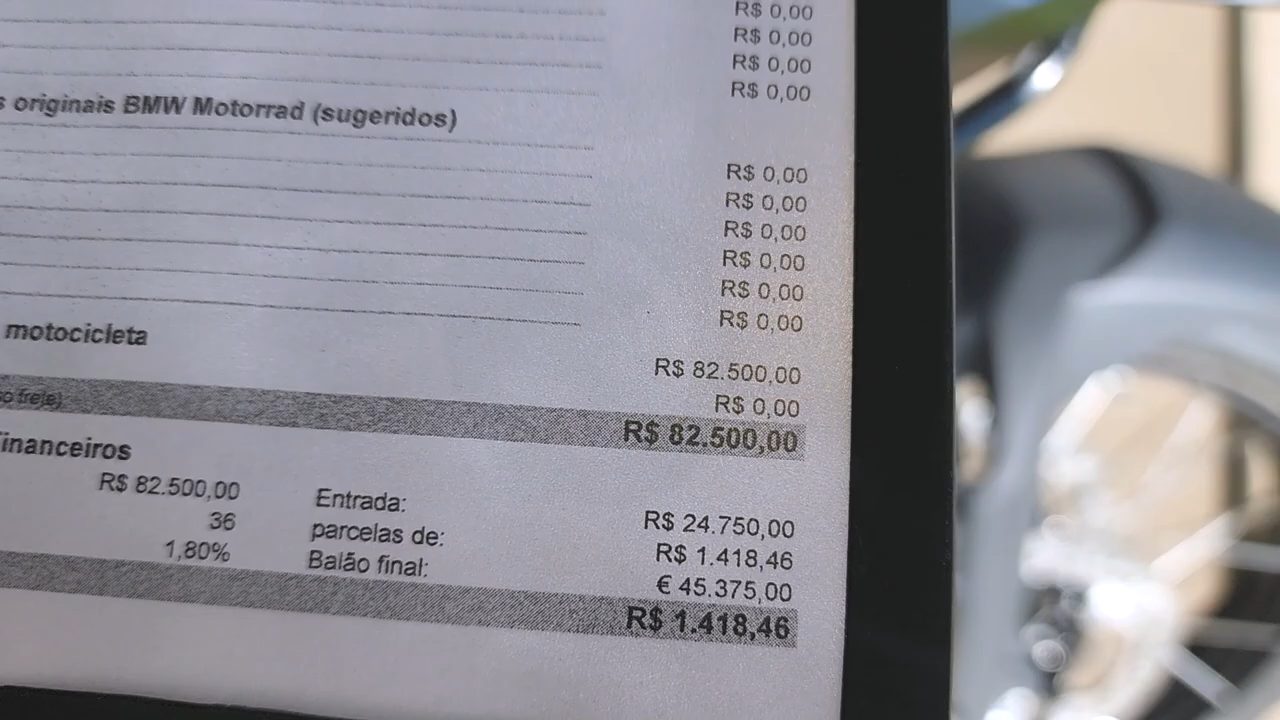 R$ 0,00
R$ 0,00
R$ 0,00
R$ 0,00
s originais BMW Motorrad (sugeridos)
R$ 0,00
R$ 0,00
R$ 0,00
R$ 0,00
R$ 0,00
R$ 0,00
motocicleta
R$ 82.500,00
R$ 0,00
so frete) R$ 82.500,00
inanceiros
R$ 82.500,00 Entrada: R$ 24.750,00
36 parcelas de: R$ 1.418,46
1,80% Balão final: € 45.375,00
R$ 1.418,46